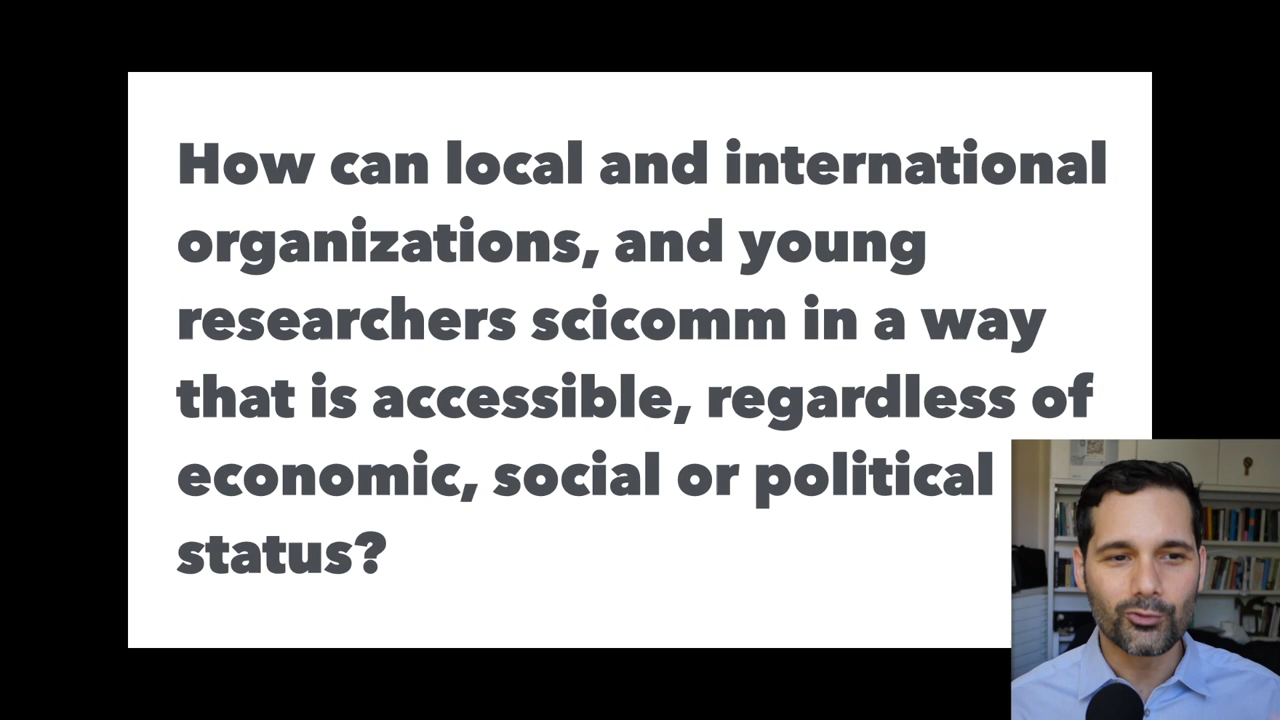 How can local and international
organizations, and young
researchers scicomm in a way
that is accessible, regardless of
economic, social or political
status?